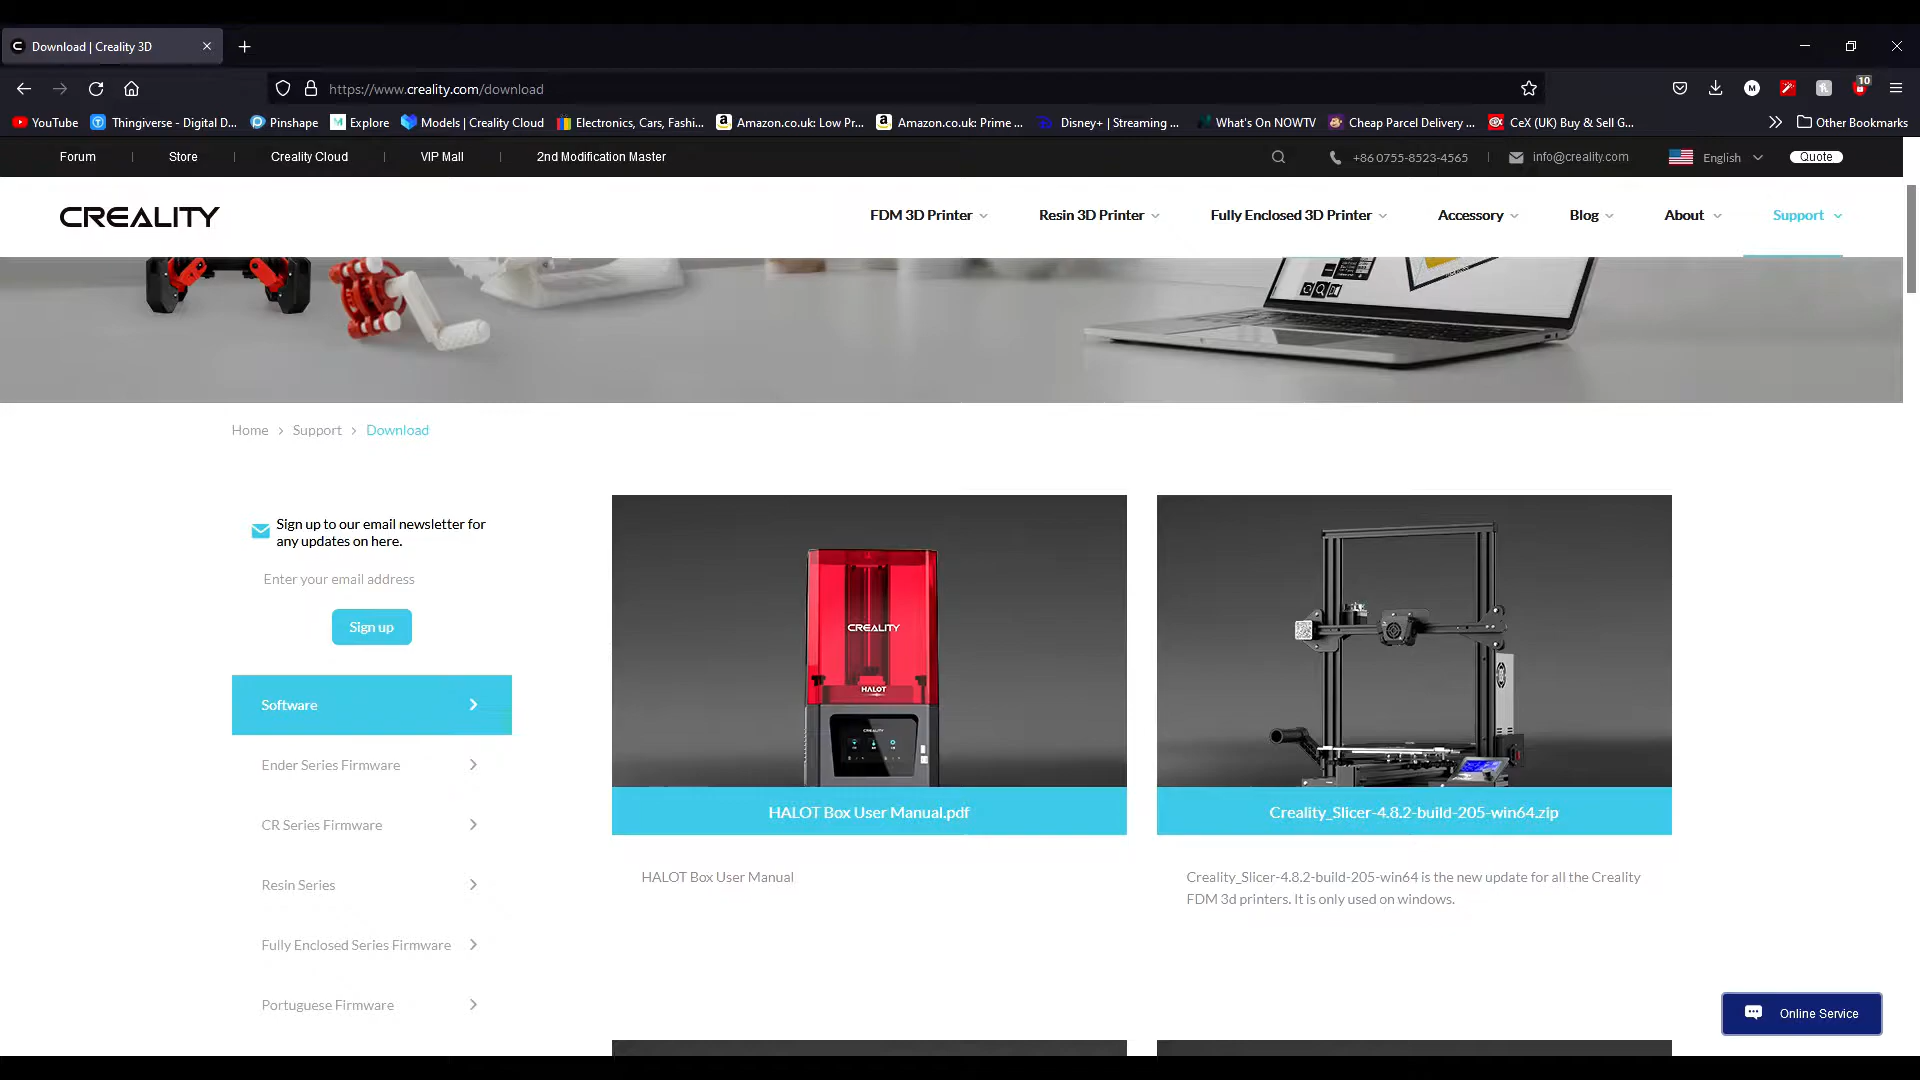 Download | Creality 3D
https://www.creality.com/download
10
YouTube
Thingiverse - Digital D...
Pinshape
Explore
Models | Creality Cloud
Electronics, Cars, Fashi...
Amazon.co.uk: Low Pr...
Amazon.co.uk: Prime ...
Disney+ | Streaming ...
What's On NOWTV
Cheap Parcel Delivery ...
CeX (UK) Buy & Sell G...
Other Bookmarks
Forum
Store
Creality Cloud
VIP Mall
2nd Modification Master
+86 0755-8523-4565
info@creality.com
English
Quote
CREALITY
FDM 3D Printer
Resin 3D Printer
Fully Enclosed 3D Printer
Accessory
Blog
About
Support
Home > Support > Download
Sign up to our email newsletter for
any updates on here.
Enter your email address
Sign up
Software
Ender Series Firmware
CR Series Firmware
Resin Series
Fully Enclosed Series Firmware
Portuguese Firmware
CREALITY
HALOT
CREALITY
HALOT Box User Manual.pdf
HALOT Box User Manual
Creality_Slicer-4.8.2-build-205-win64.zip
Creality_Slicer-4.8.2-build-205-win64 is the new update for all the Creality
FDM 3d printers. It is only used on windows.
Online Service